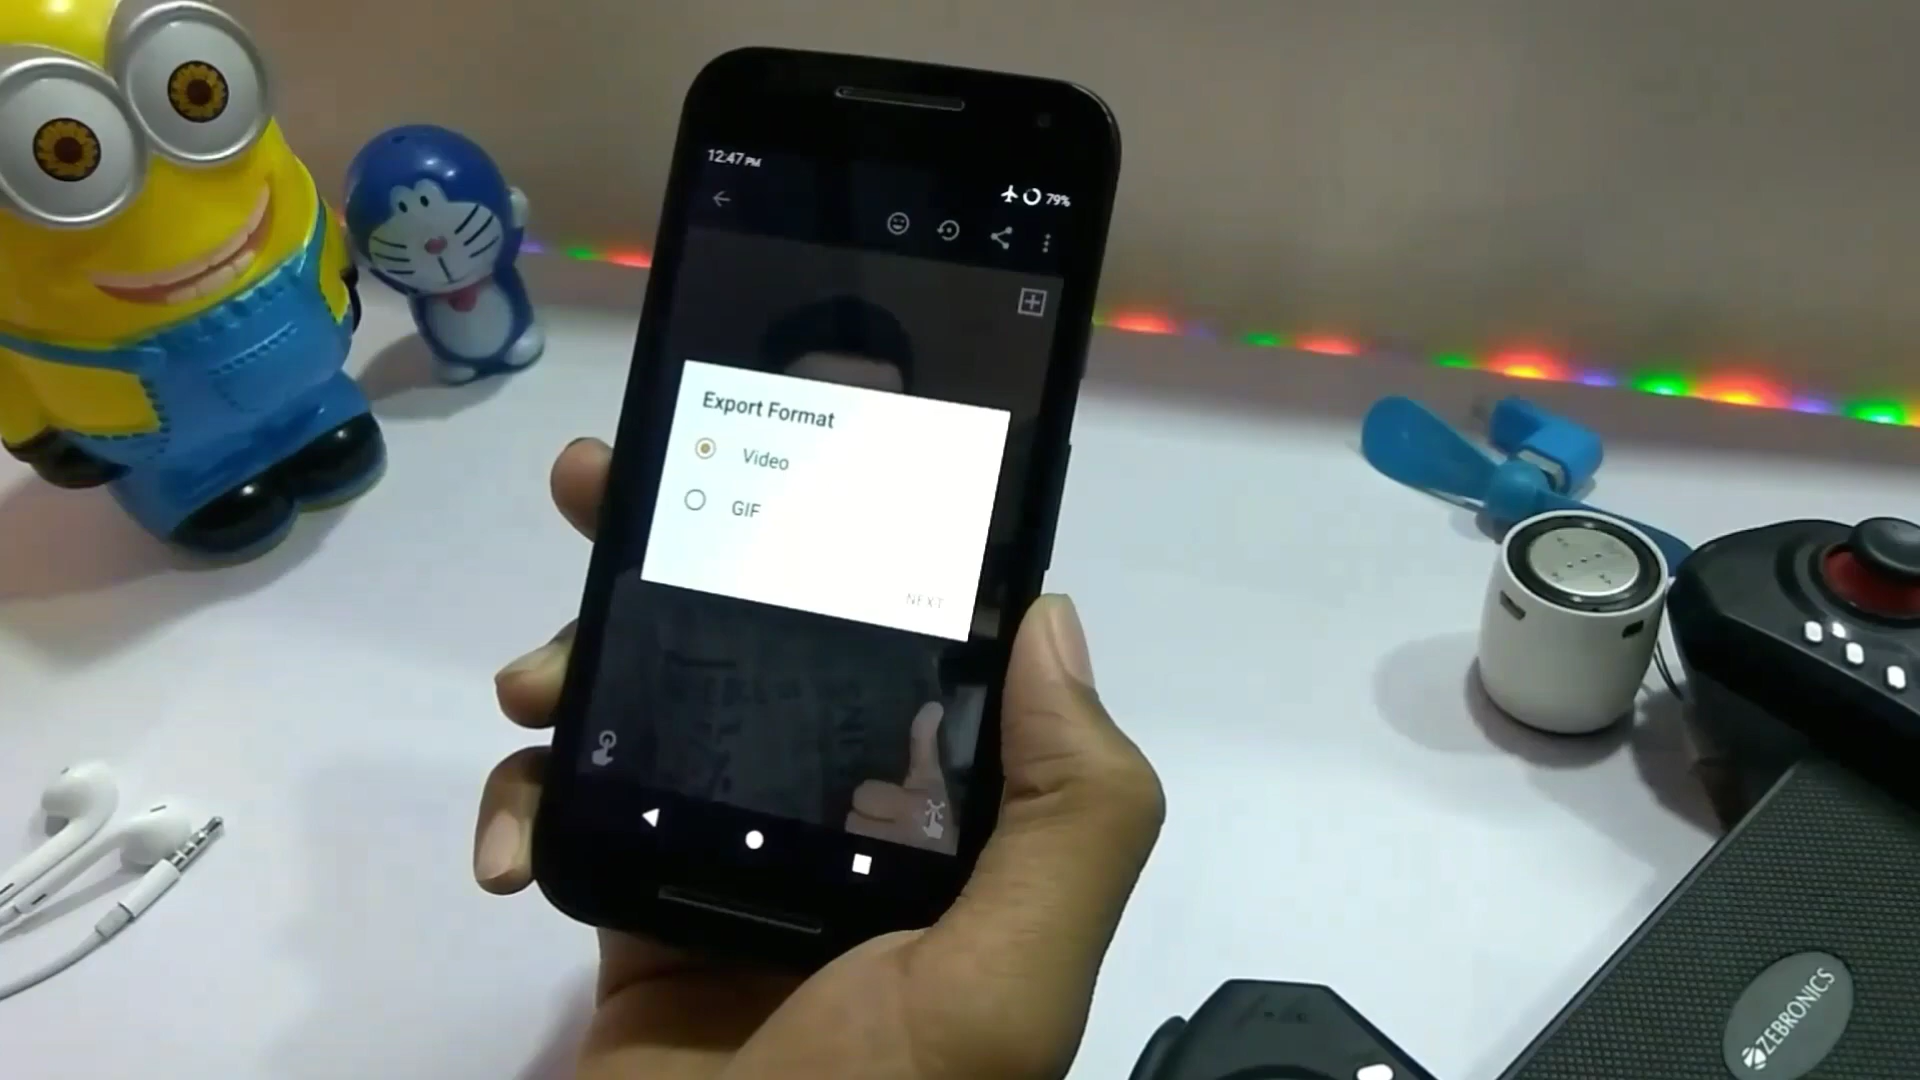 12:47 PM
79%
Export Format
Video
GIF
NEXT
ZEBRONICS